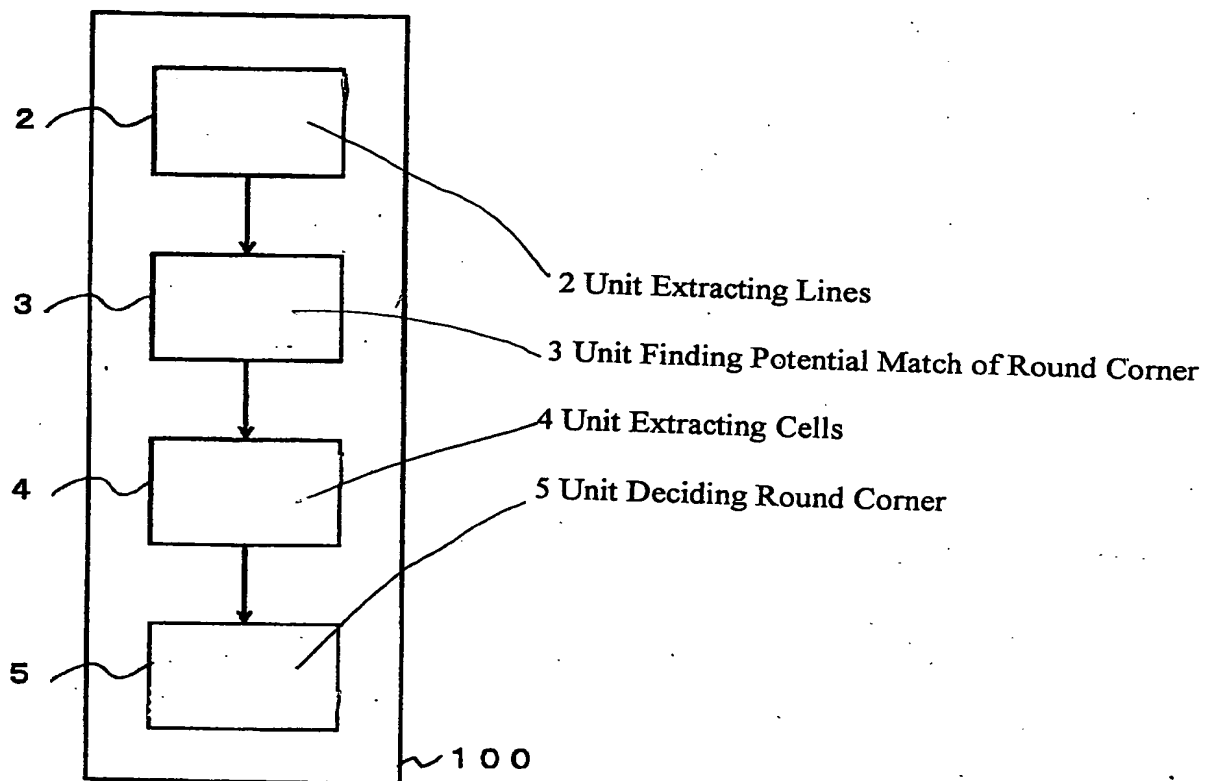 2
2 Unit Extracting Lines
3
3 Unit Finding Potential Match of Round Corner
4 Unit Extracting Cells
4
5 Unit Deciding Round Corner
5
100